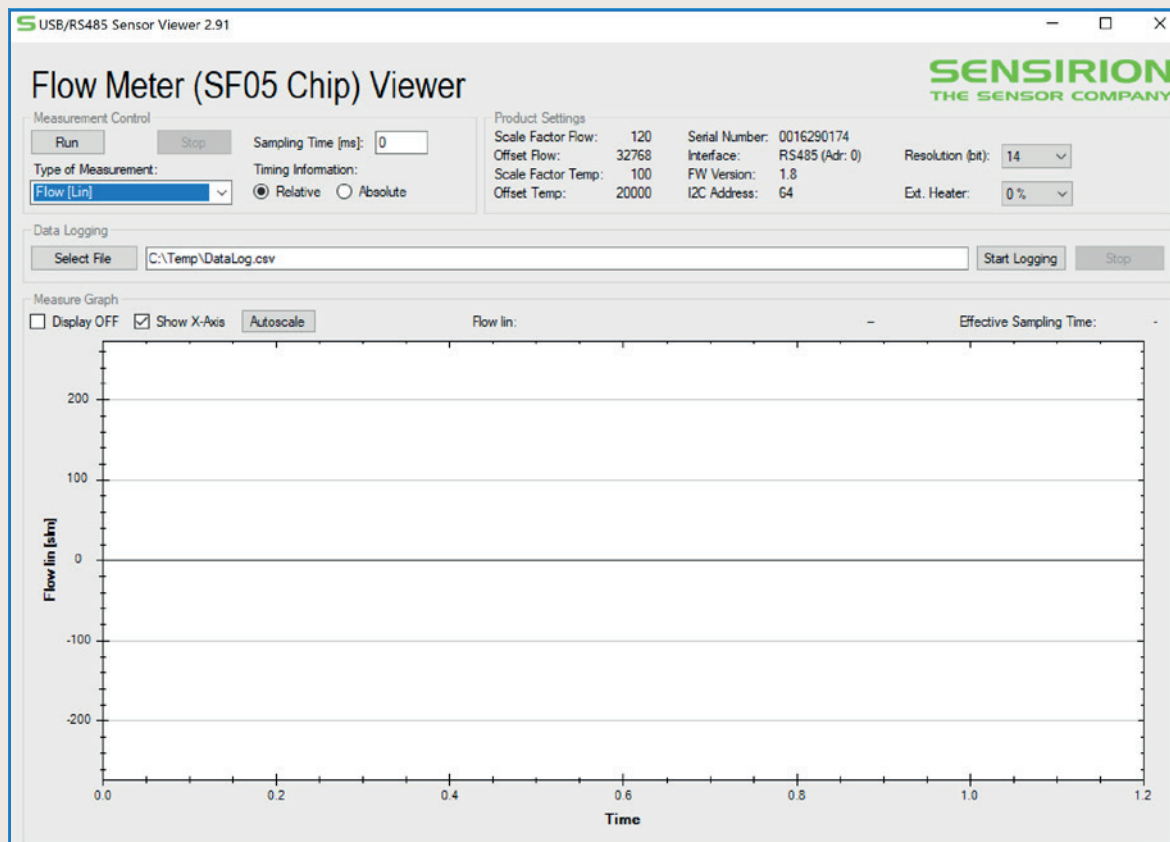 USB/RS485 Sensor Viewer 2.91
Flow Meter (SF05 Chip) Viewer
SENSIRION
THE SENSOR COMPANY
Measurement Control
Run
Stop
Sampling Time [ms]: 0
Type of Measurement:
Flow [Lin]
Timing Information:
Relative
Absolute
Product Settings
Scale Factor Flow: 120
Offset Flow: 32768
Scale Factor Temp: 100
Offset Temp: 20000
Serial Number: 0016290174
Interface: RS485 (Adr: 0)
FW Version: 1.8
I2C Address: 64
Resolution (bit): 14
Ext. Heater: 0 %
Data Logging
Select File
C:\Temp\DataLog.csv
Start Logging
Stop
Measure Graph
Display OFF
Show X-Axis
Autoscale
Flow lin: –
Effective Sampling Time: -
Flow lin [slm]
200
100
0
-100
-200
0.0 0.2 0.4 0.6 0.8 1.0 1.2
Time